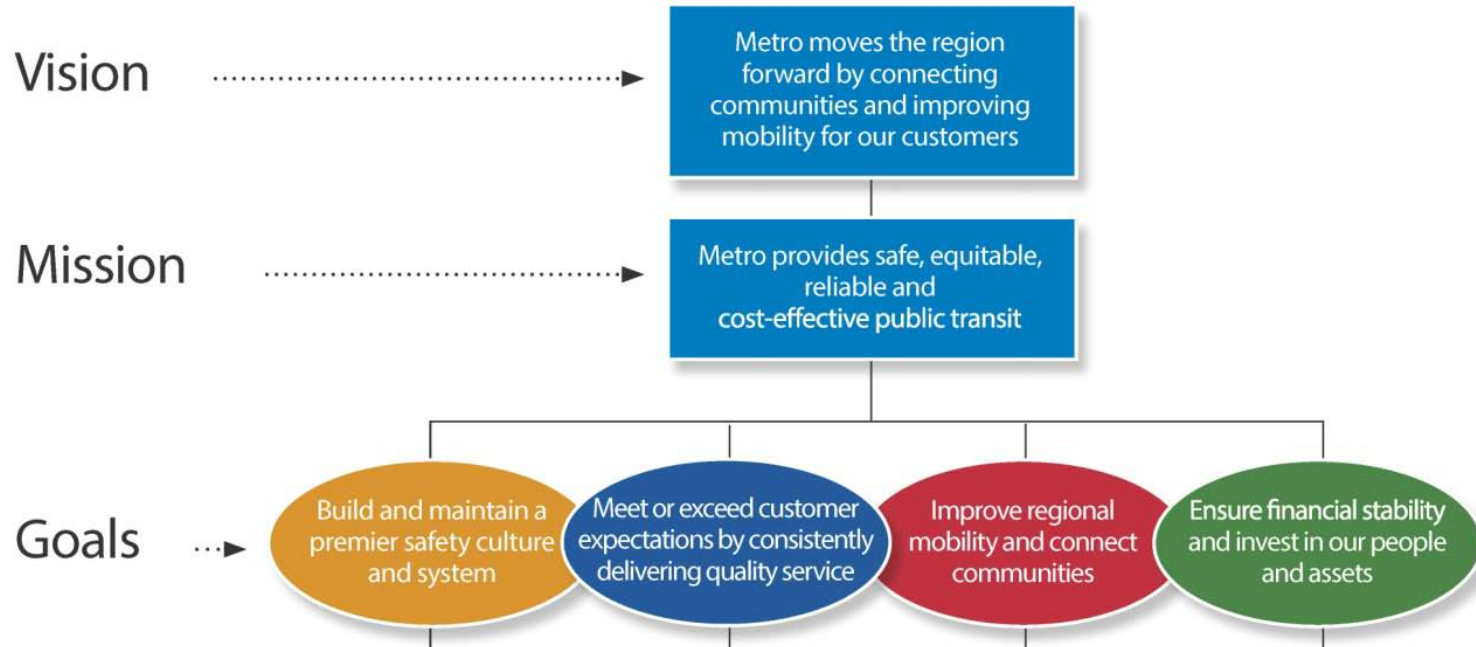 Vision
Metro moves the region
forward by connecting
communities and improving
mobility for our customers
Mission
Metro provides safe, equitable,
reliable and
cost-effective public transit
Goals
Build and maintain a
premier safety culture
and system
Meet or exceed customer
expectations by consistently
delivering quality service
Improve regional
mobility and connect
communities
Ensure financial stability
and invest in our people
and assets